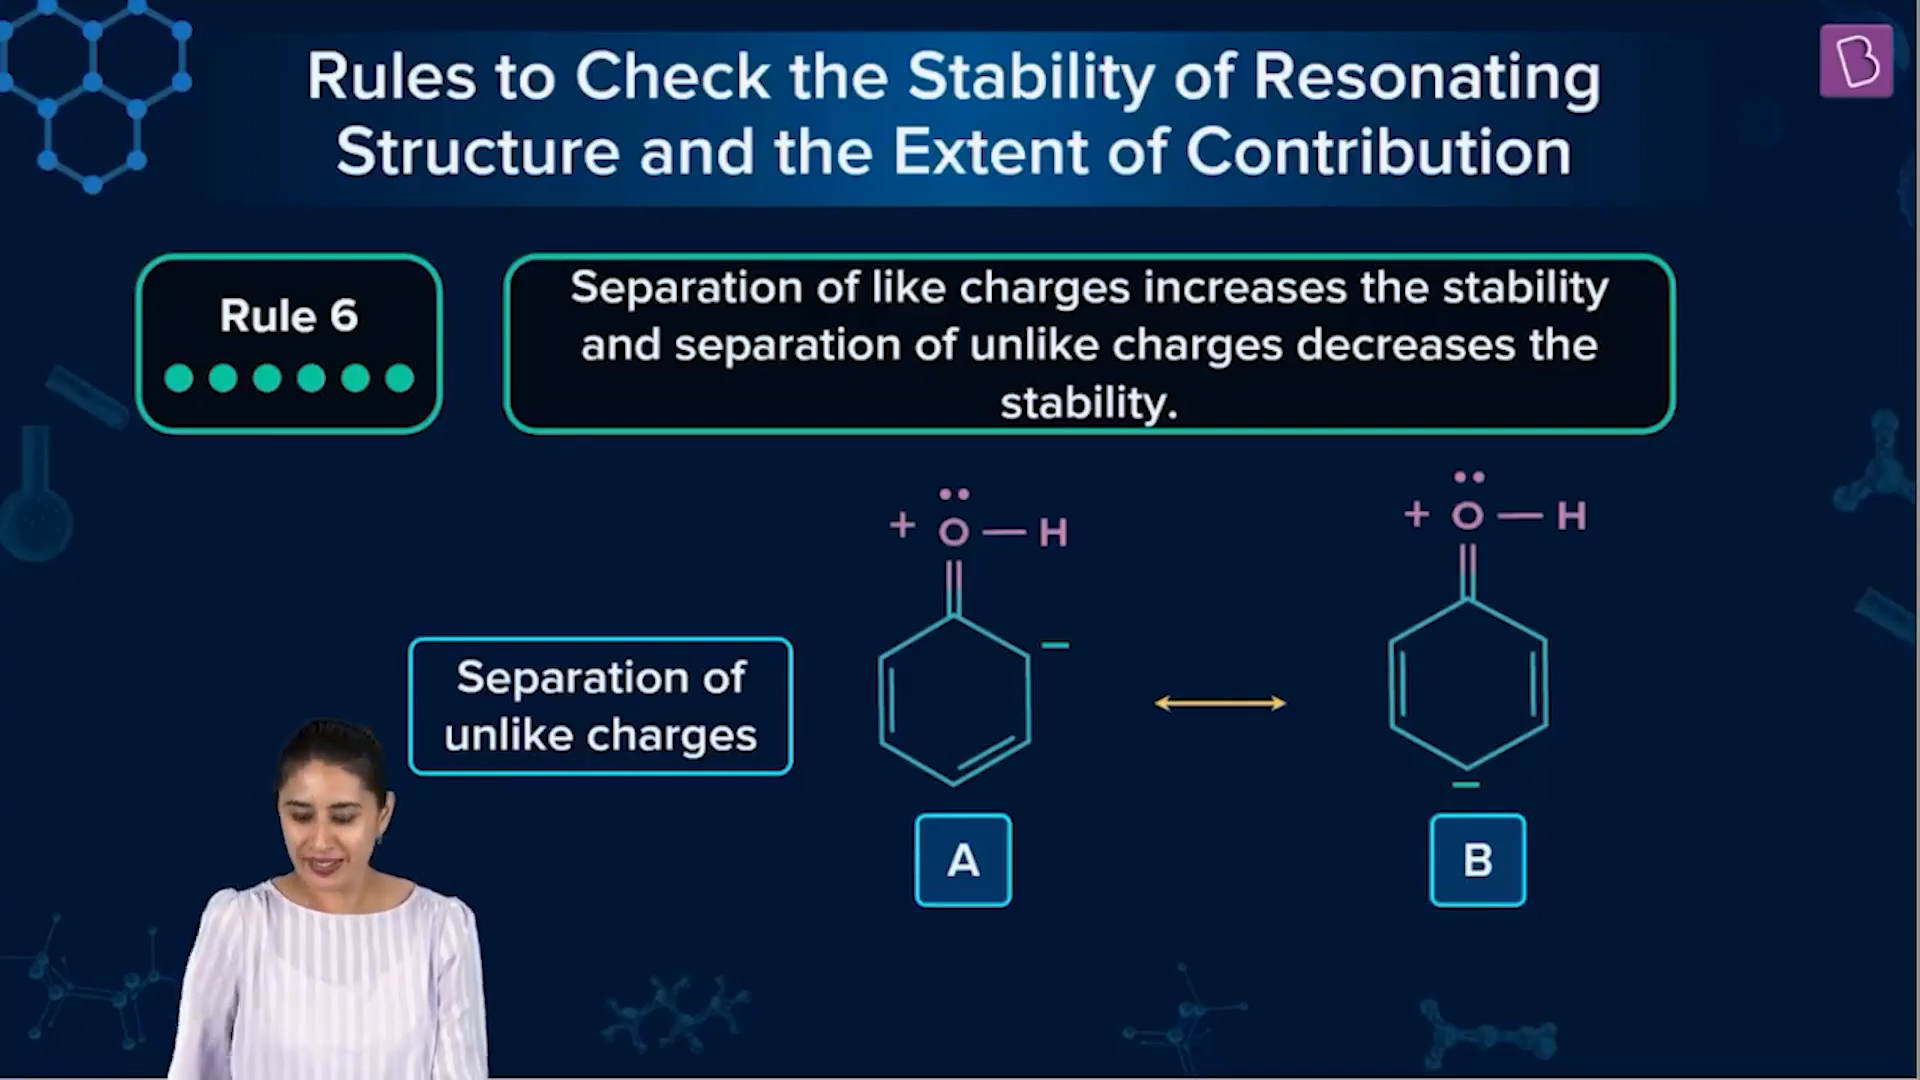 Rules to Check the Stability of Resonating
Structure and the Extent of Contribution
B
Rule 6
Separation of like charges increases the stability
and separation of unlike charges decreases the
stability.
+ O — H
+ O — H
−
−
Separation of
unlike charges
A
B